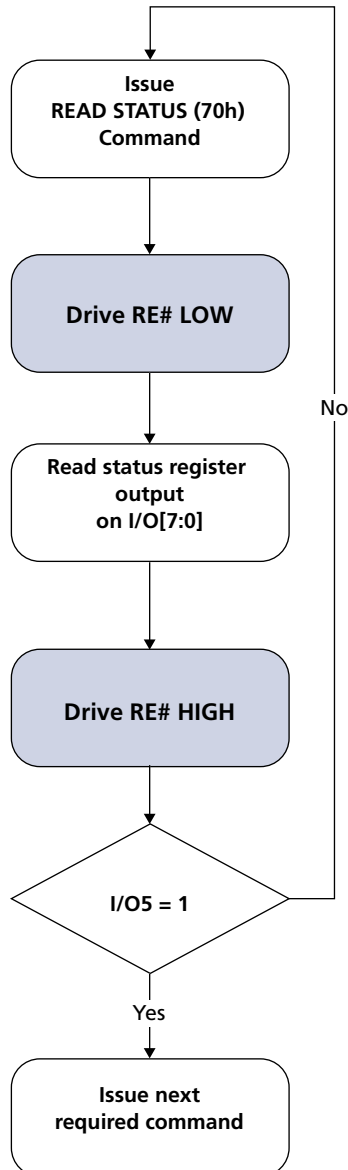 Issue
READ STATUS (70h)
Command
Drive RE# LOW
No
Read status register
output
on I/O[7:0]
Drive RE# HIGH
I/O5 = 1
Yes
Issue next
required command